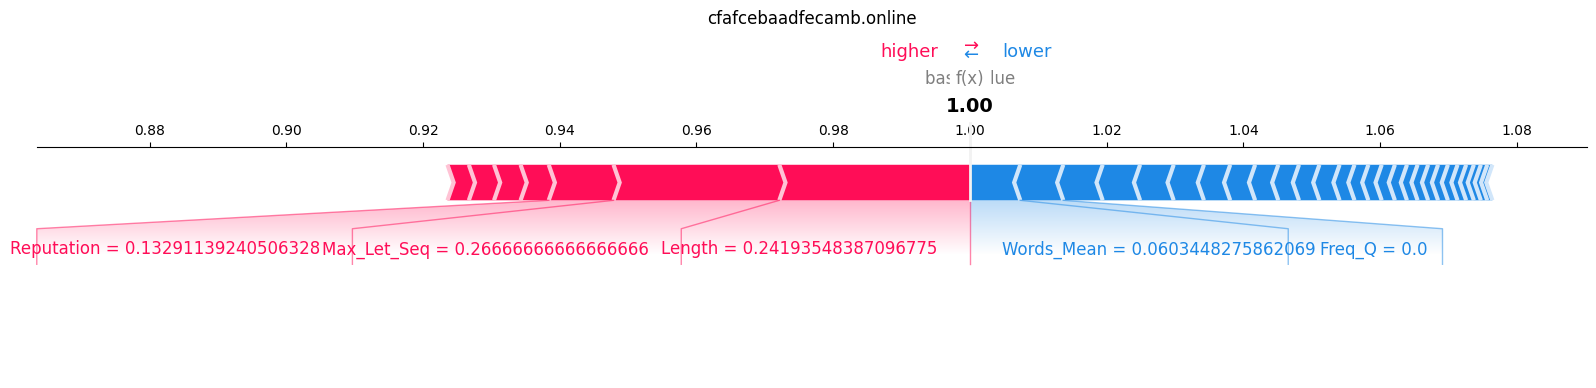 cfafcebaadfecamb.online
higher → ← lower
bas f(x) lue
1.00
0.88 0.90 0.92 0.94 0.96 0.98 1.00 1.02 1.04 1.06 1.08
Reputation = 0.13291139240506328 Max_Let_Seq = 0.26666666666666666 Length = 0.24193548387096775 Words_Mean = 0.0603448275862069 Freq_Q = 0.0